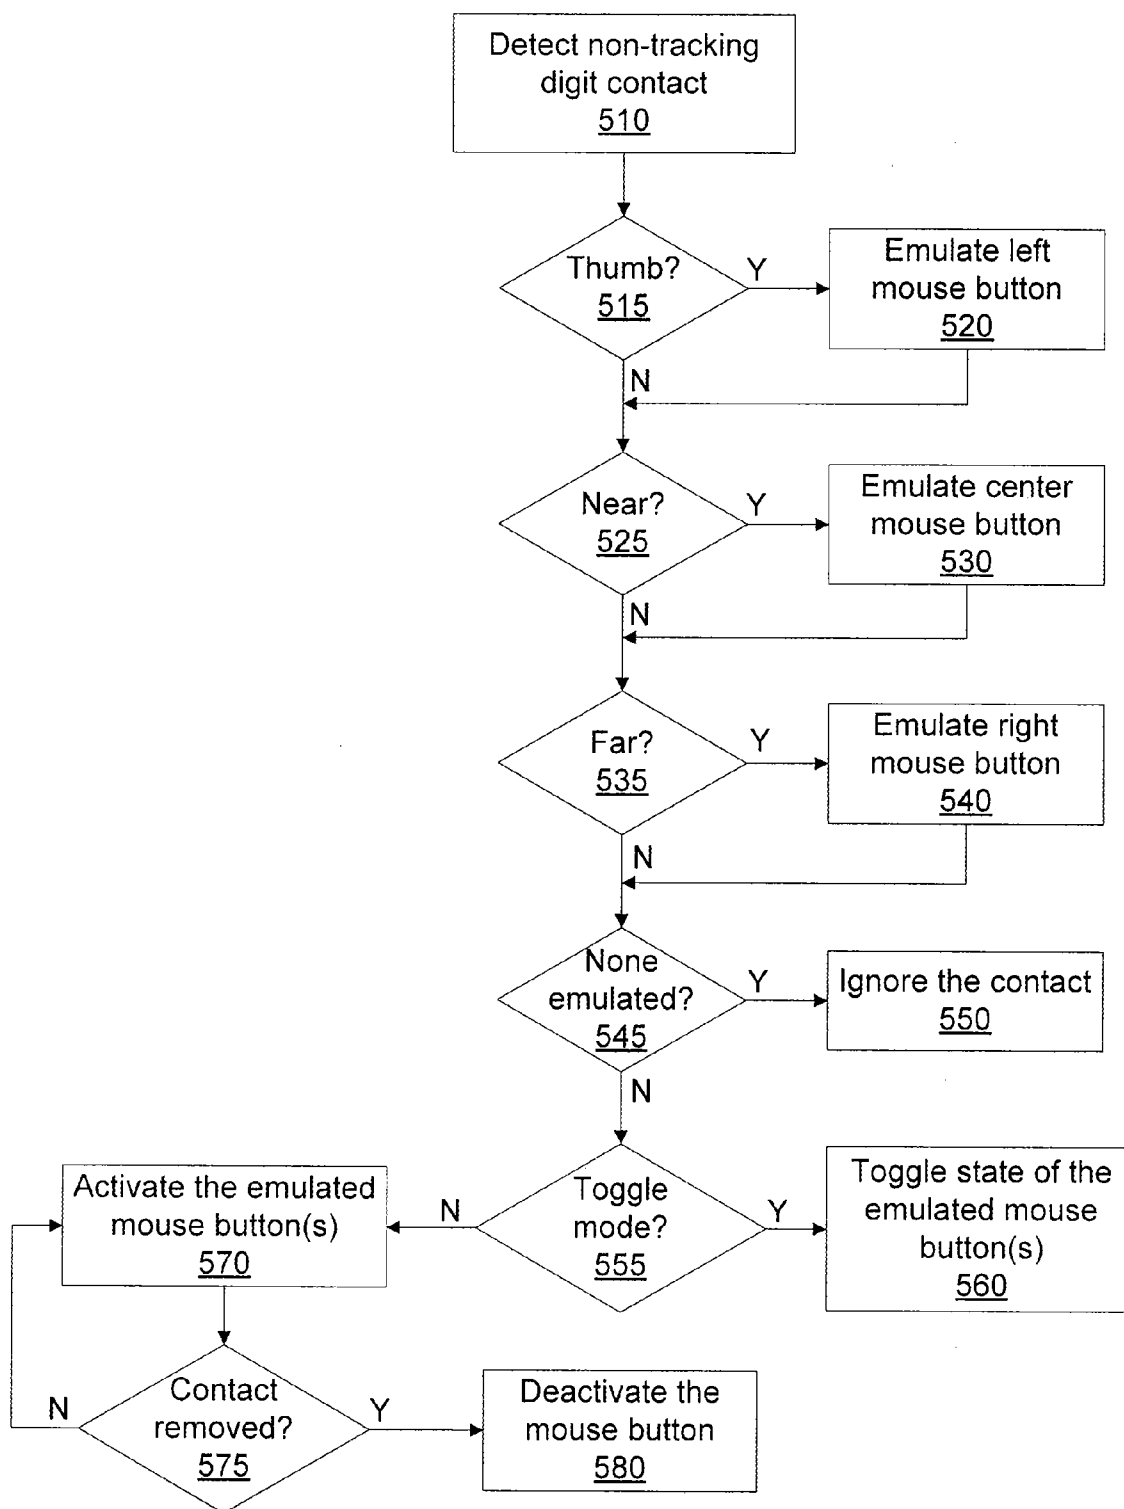 Detect non-tracking
digit contact
510
Thumb?
515
Y
Emulate left
mouse button
520
N
Near?
525
Y
Emulate center
mouse button
530
N
Far?
535
Y
Emulate right
mouse button
540
N
None
emulated?
545
Y
Ignore the contact
550
N
Toggle
mode?
555
Y
Toggle state of the
emulated mouse
button(s)
560
N
Activate the emulated
mouse button(s)
570
Contact
removed?
575
N
Y
Deactivate the
mouse button
580